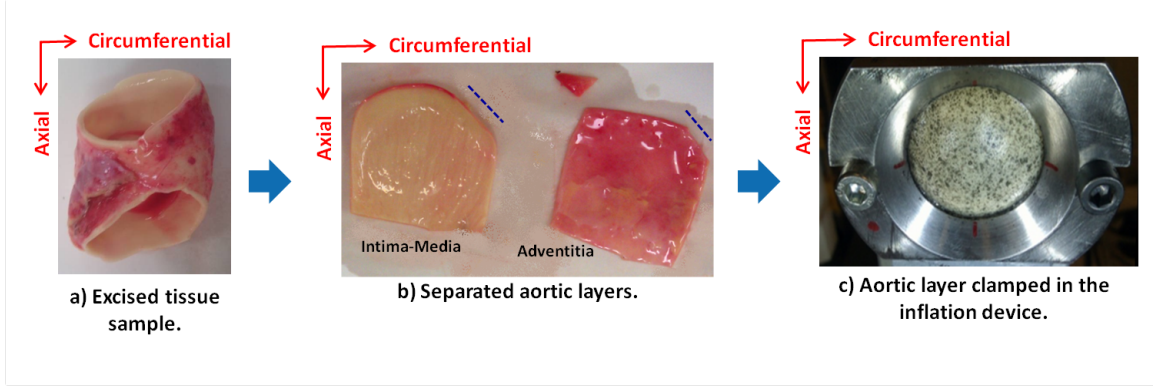 Circumferential
Axial
a) Excised tissue
sample.
Circumferential
Axial
Intima-Media
Adventitia
b) Separated aortic layers.
Circumferential
Axial
c) Aortic layer clamped in the
inflation device.